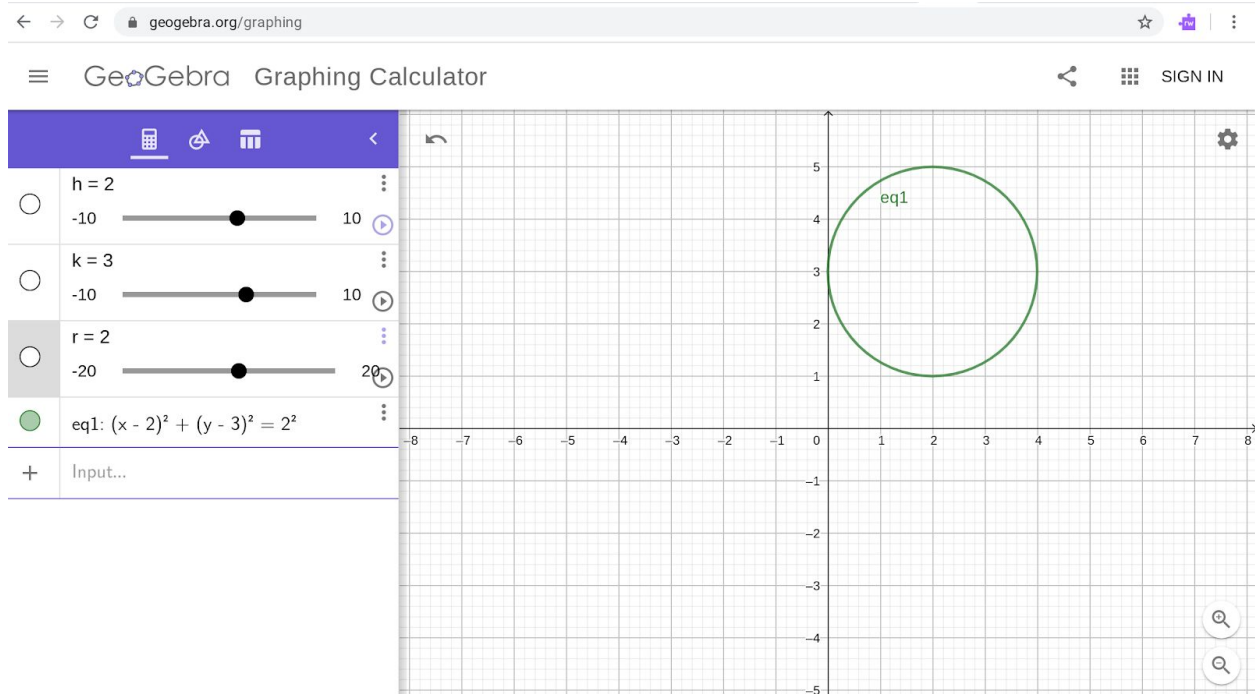 geogebra.org/graphing
rw
GeoGebra Graphing Calculator
SIGN IN
h = 2
-10 10
k = 3
-10 10
r = 2
-20 20
eq1: (x - 2)² + (y - 3)² = 2²
Input...
eq1
5
4
3
2
1
–8 –7 –6 –5 –4 –3 –2 –1 0 1 2 3 4 5 6 7 8
–1
–2
–3
–4
–5